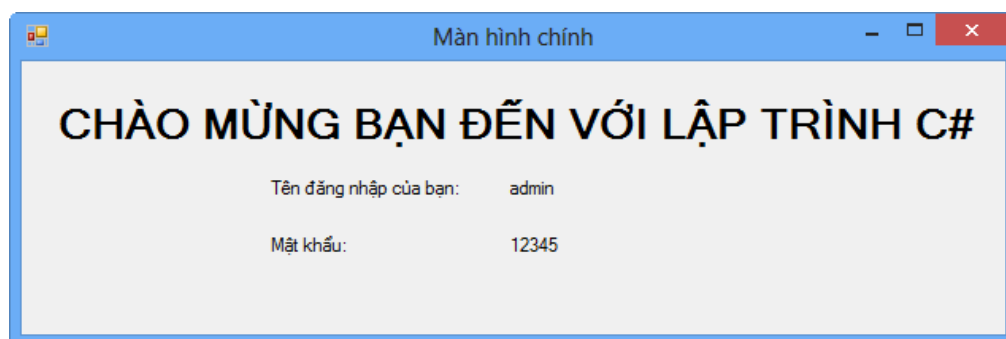 Màn hình chính
CHÀO MỪNG BẠN ĐẾN VỚI LẬP TRÌNH C#
Tên đăng nhập của bạn: admin
Mật khẩu: 12345